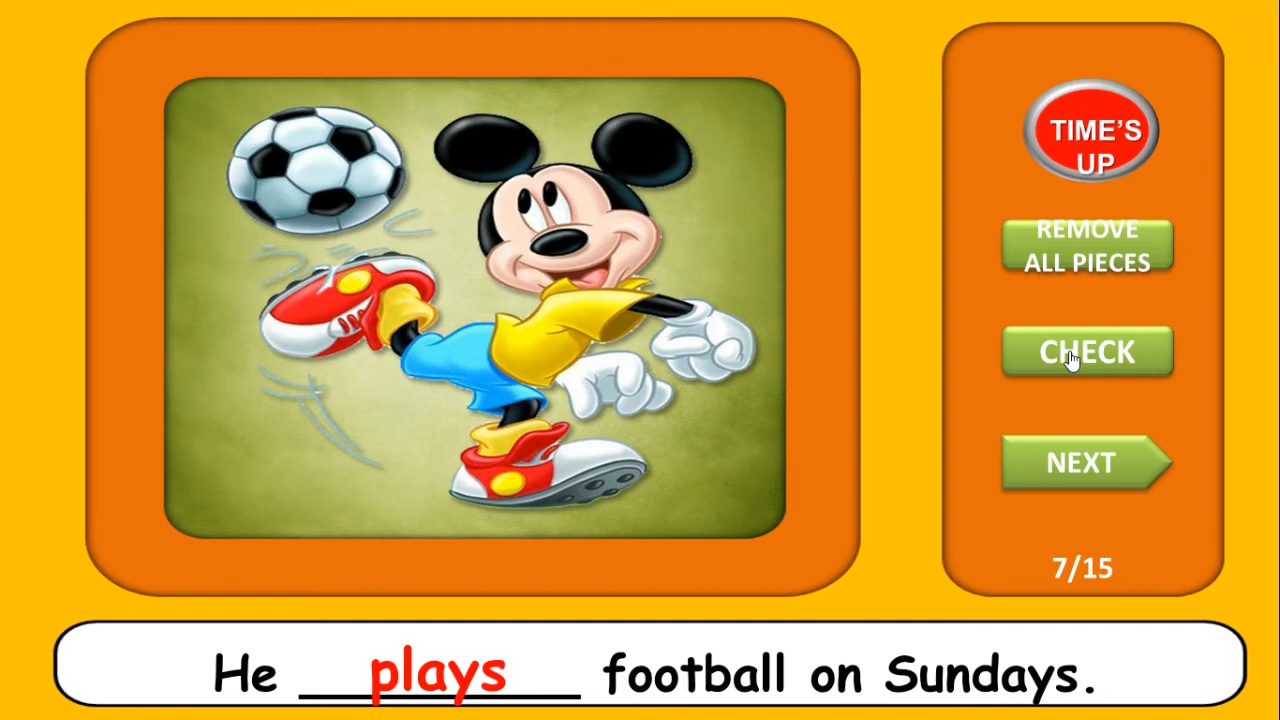 TIME'S
UP
REMOVE
ALL PIECES
CHECK
NEXT
7/15
He plays football on Sundays.